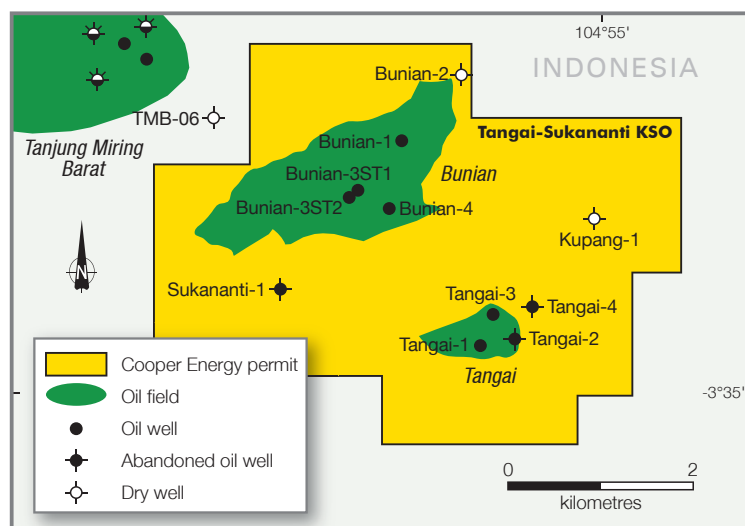 104°55'
INDONESIA
Bunian-2
TMB-06
Tangai-Sukananti KSO
Tanjung Miring
Barat
Bunian-1
Bunian-3ST1
Bunian
Bunian-3ST2
Bunian-4
Kupang-1
N
Sukananti-1
Tangai-3
Tangai-4
Tangai-1
Tangai-2
Tangai
-3°35'
Cooper Energy permit
Oil field
Oil well
Abandoned oil well
Dry well
0
2
kilometres